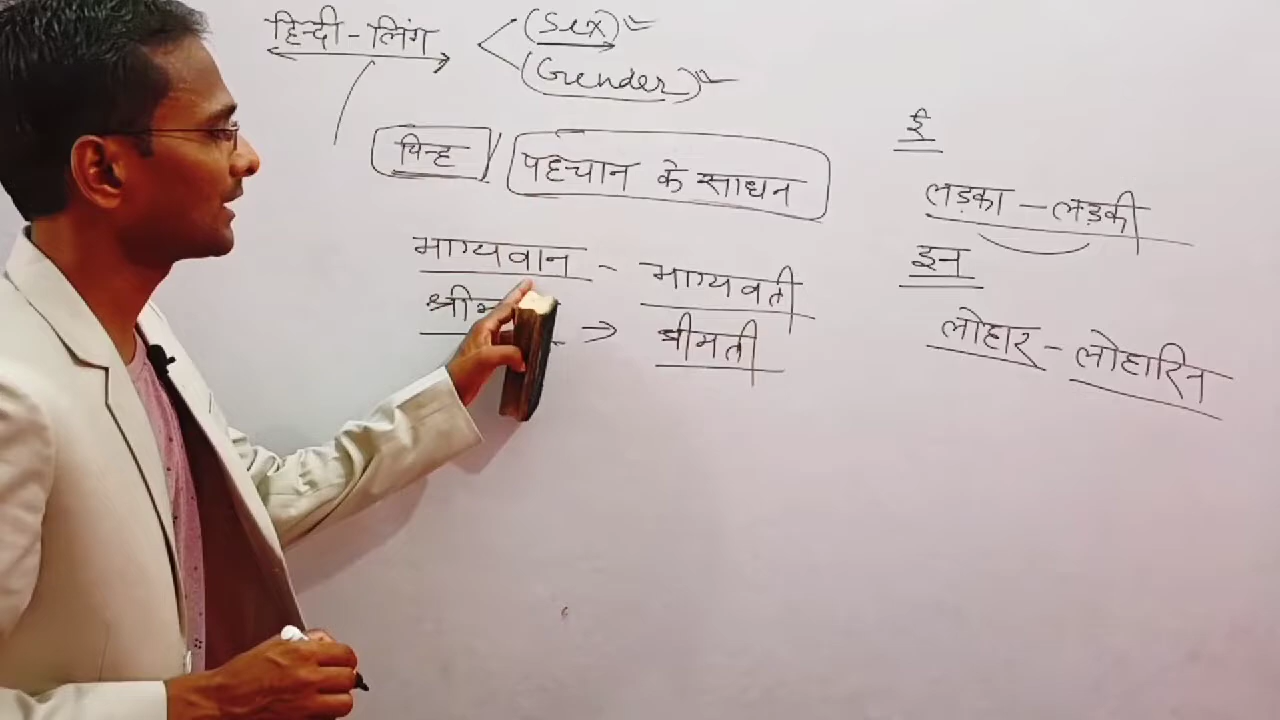 हिन्दी - लिंग
(Sex)
(Gender)
चिन्ह / पहचान के साधन
भाग्यवान - भाग्यवती
→ श्रीमती
ई
लड़का - लड़की
इन
लोहार - लोहारिन